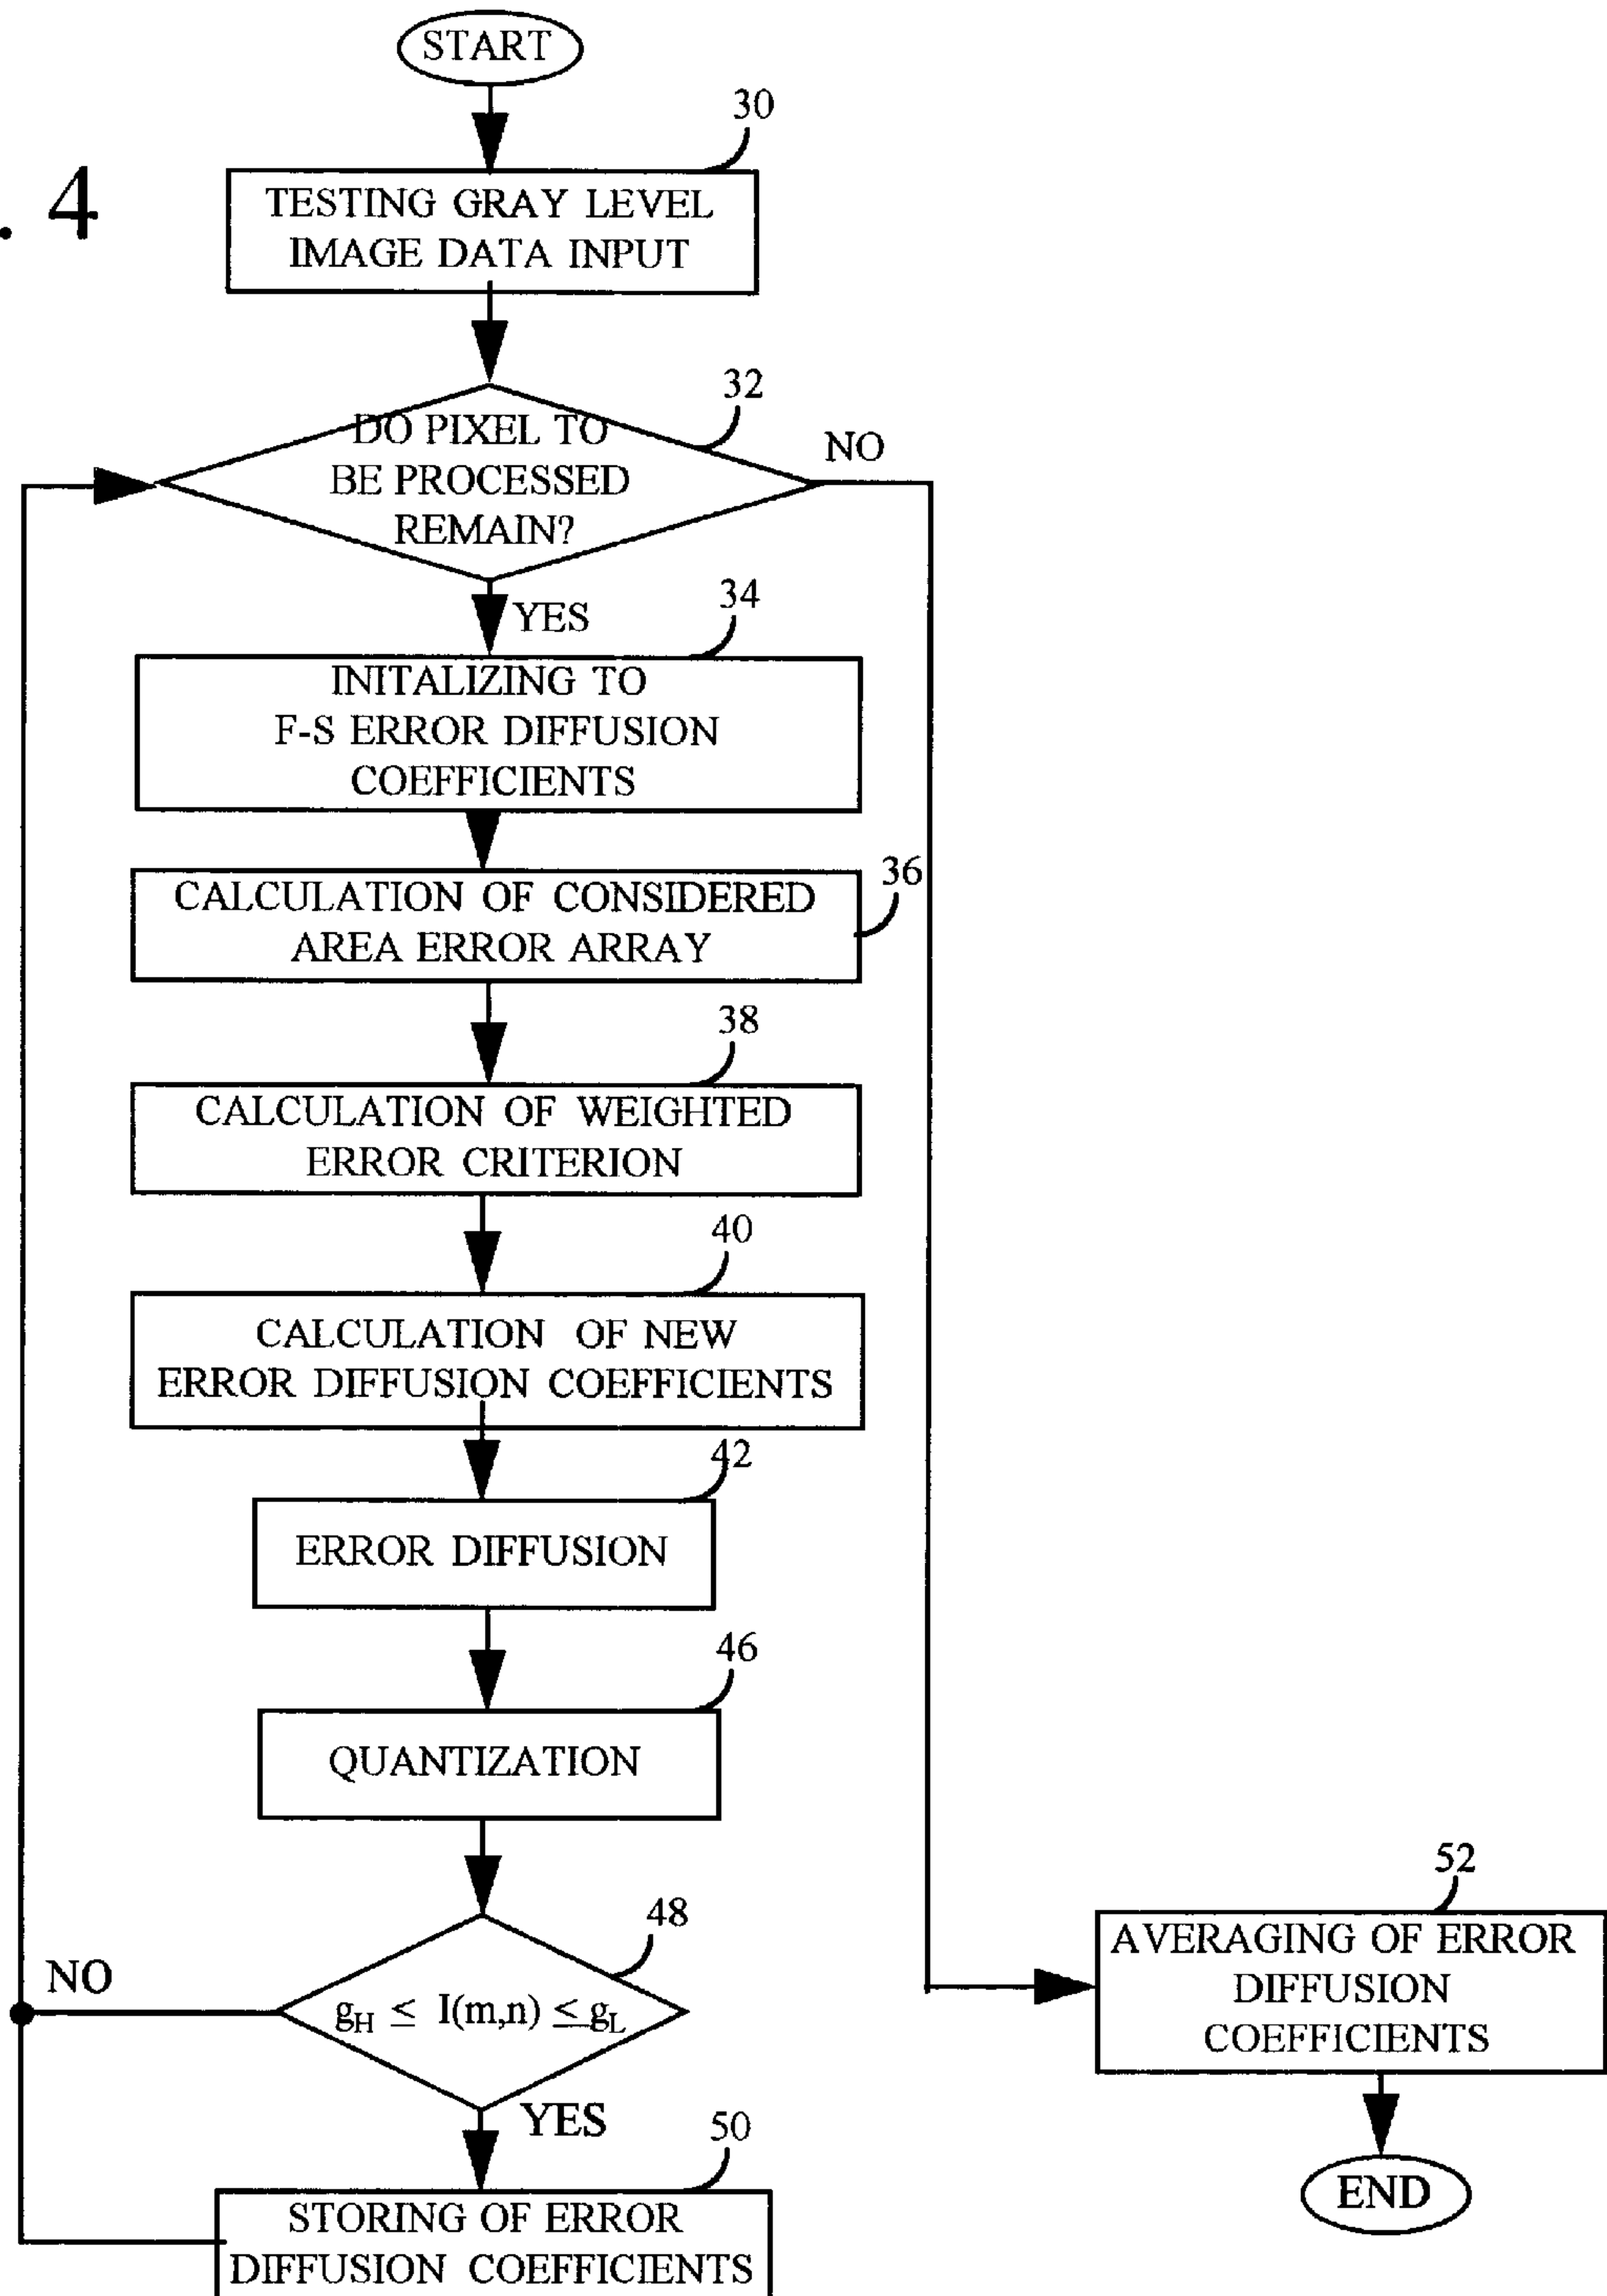 START
30
. 4
TESTING GRAY LEVEL
IMAGE DATA INPUT
32
DO PIXEL TO
BE PROCESSED
REMAIN?
NO
YES
34
INITALIZING TO
F-S ERROR DIFFUSION
COEFFICIENTS
36
CALCULATION OF CONSIDERED
AREA ERROR ARRAY
38
CALCULATION OF WEIGHTED
ERROR CRITERION
40
CALCULATION OF NEW
ERROR DIFFUSION COEFFICIENTS
42
ERROR DIFFUSION
46
QUANTIZATION
48
NO
g_H ≤ I(m,n) ≤ g_L
YES
50
STORING OF ERROR
DIFFUSION COEFFICIENTS
52
AVERAGING OF ERROR
DIFFUSION
COEFFICIENTS
END